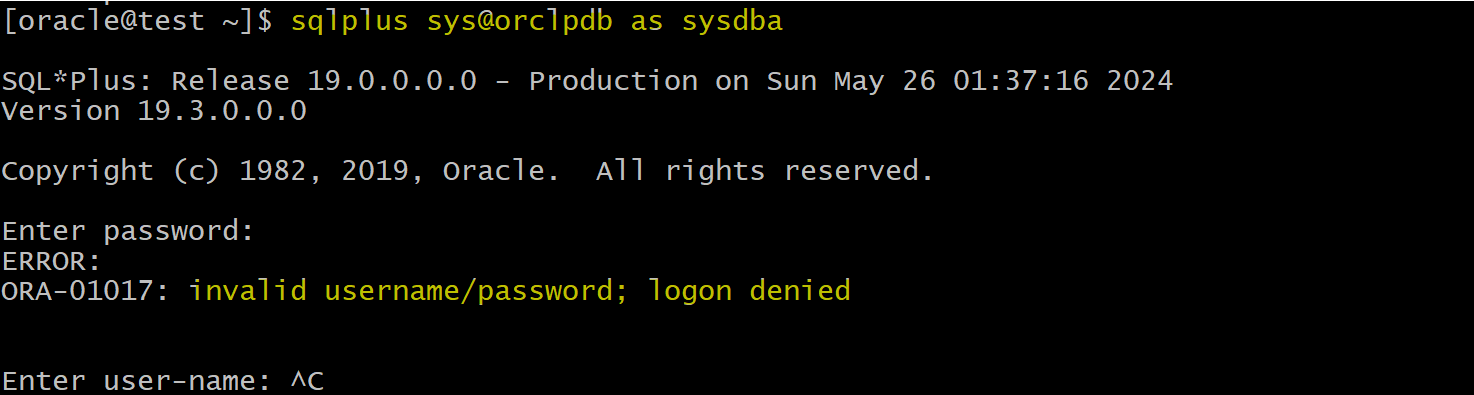 [oracle@test ~]$ sqlplus sys@orclpdb as sysdba
SQL*Plus: Release 19.0.0.0.0 - Production on Sun May 26 01:37:16 2024
Version 19.3.0.0.0
Copyright (c) 1982, 2019, Oracle.  All rights reserved.
Enter password:
ERROR:
ORA-01017: invalid username/password; logon denied
Enter user-name: ^C